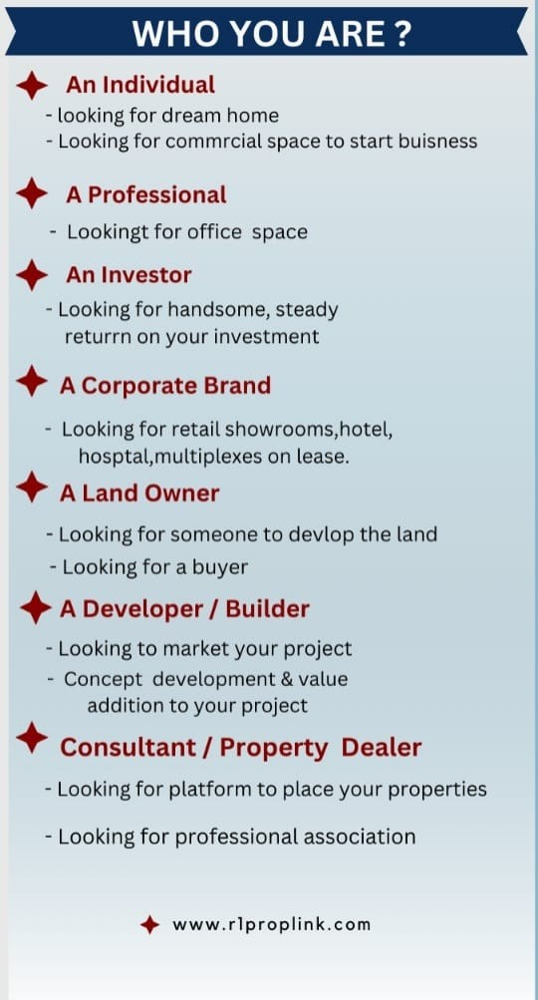 WHO YOU ARE ?
An Individual
- looking for dream home
- Looking for commrcial space to start buisness
A Professional
- Lookingt for office space
An Investor
- Looking for handsome, steady
returrn on your investment
A Corporate Brand
- Looking for retail showrooms,hotel,
hosptal,multiplexes on lease.
A Land Owner
- Looking for someone to devlop the land
- Looking for a buyer
A Developer / Builder
- Looking to market your project
- Concept development & value
addition to your project
Consultant / Property Dealer
- Looking for platform to place your properties
- Looking for professional association
www.r1proplink.com